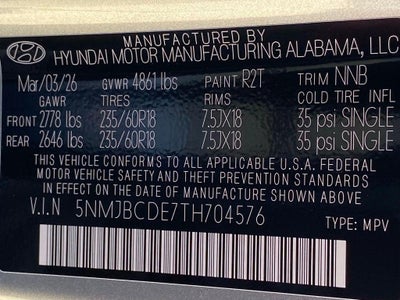 MANUFACTURED BY
HYUNDAI MOTOR MANUFACTURING ALABAMA, LLC
Mar/03/26 GVWR 4861 lbs PAINT R2T TRIM NNB
GAWR TIRES RIMS COLD TIRE INFL
FRONT 2778 lbs 235/60R18 7.5JX18 35 psi SINGLE
REAR 2646 lbs 235/60R18 7.5JX18 35 psi SINGLE
THIS VEHICLE CONFORMS TO ALL APPLICABLE U.S.A. FEDERAL
MOTOR VEHICLE SAFETY AND THEFT PREVENTION STANDARDS
IN EFFECT ON THE DATE OF MANUFACTURE SHOWN ABOVE
V.I.N 5NMJBCDE7TH704576 TYPE: MPV